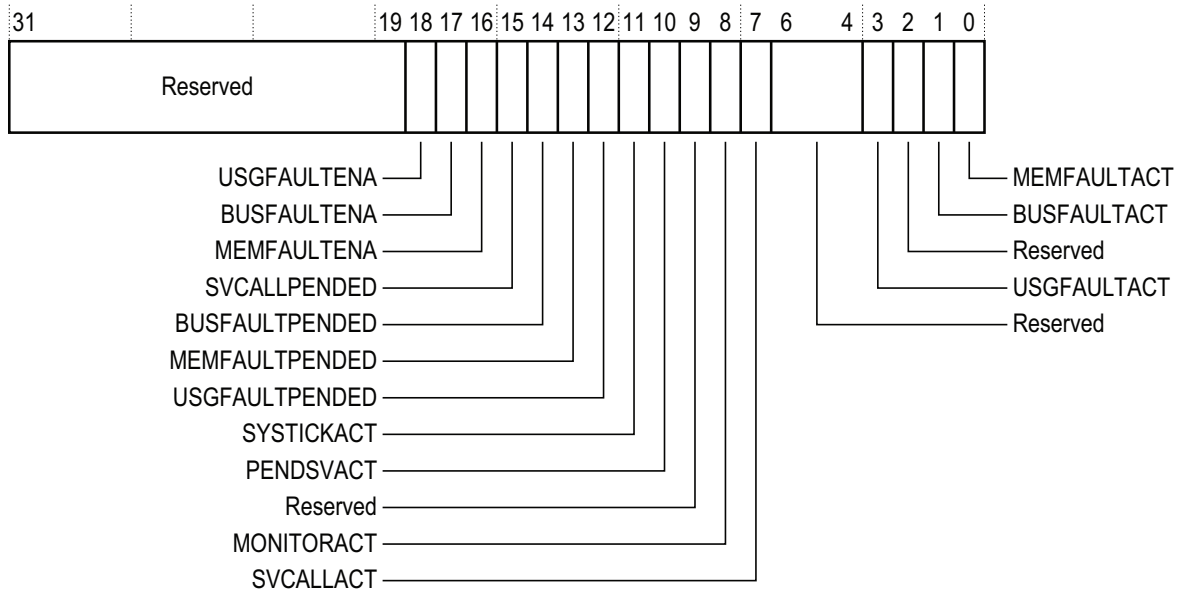 31 19 18 17 16 15 14 13 12 11 10 9 8 7 6 4 3 2 1 0
Reserved
USGFAULTENA MEMFAULTACT
BUSFAULTENA BUSFAULTACT
MEMFAULTENA Reserved
SVCALLPENDED USGFAULTACT
BUSFAULTPENDED Reserved
MEMFAULTPENDED
USGFAULTPENDED
SYSTICKACT
PENDSVACT
Reserved
MONITORACT
SVCALLACT